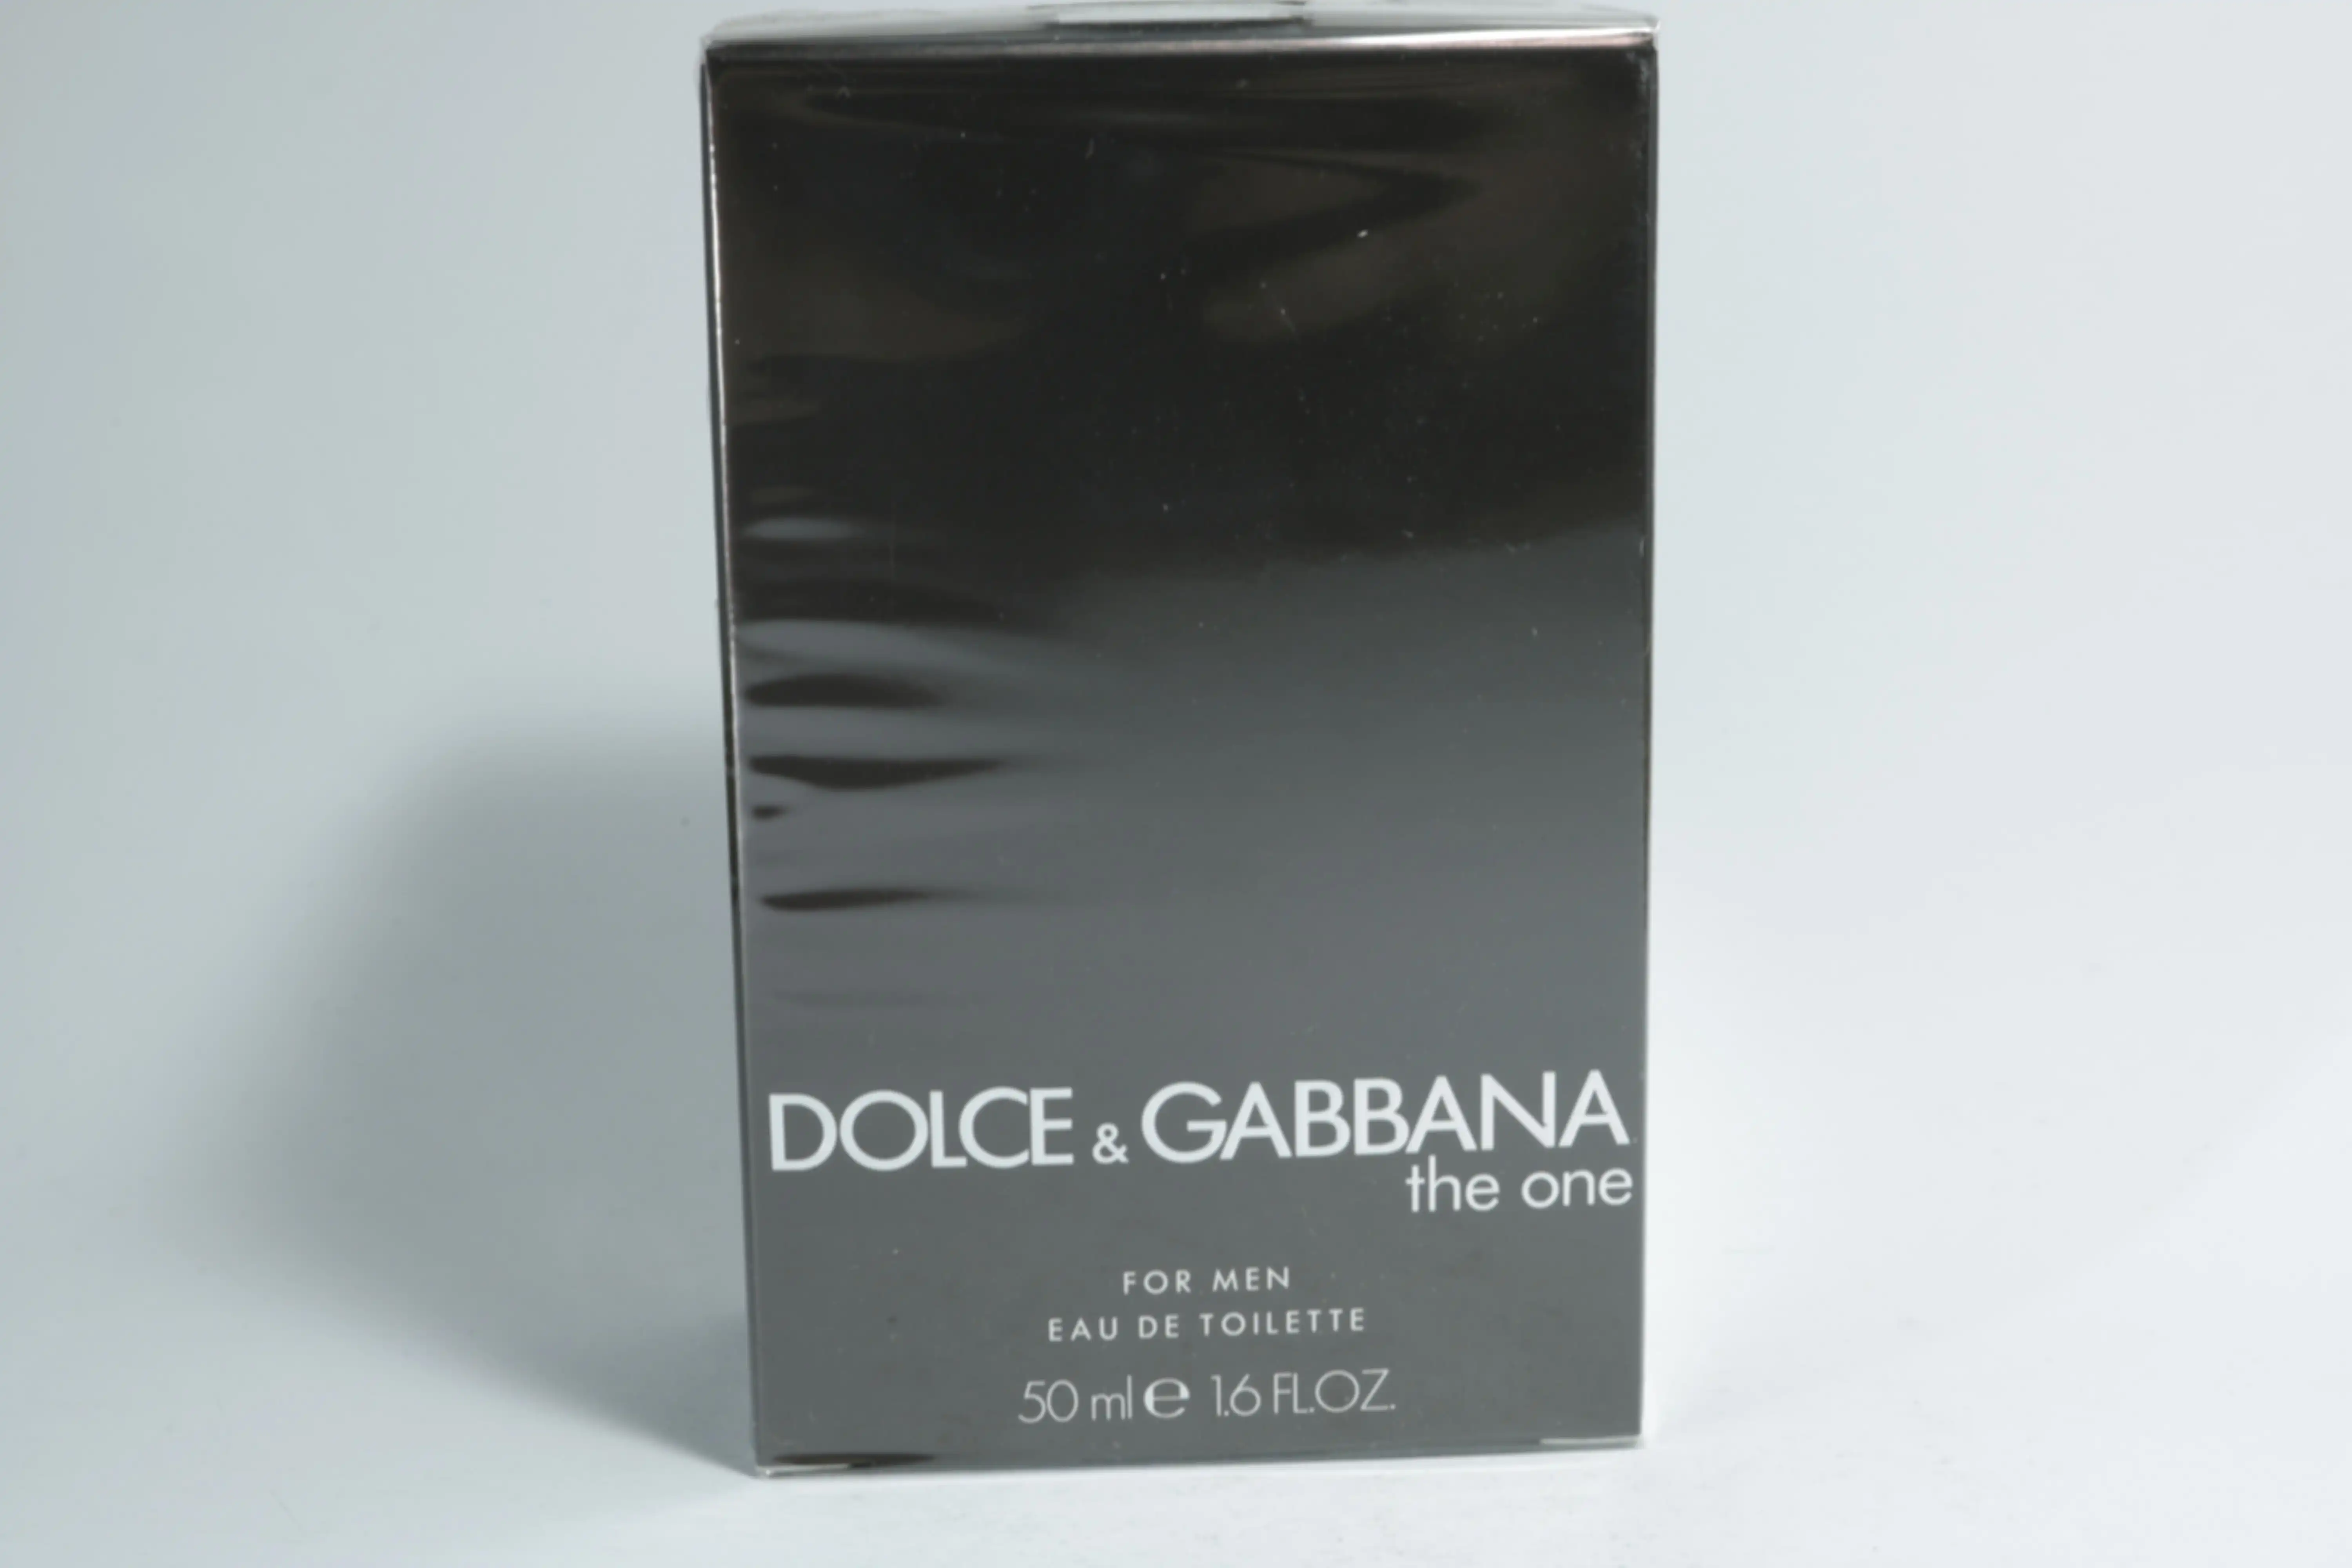 DOLCE & GABBANA
the one
FOR MEN
EAU DE TOILETTE
50 ml ℮ 1.6 FL.OZ.